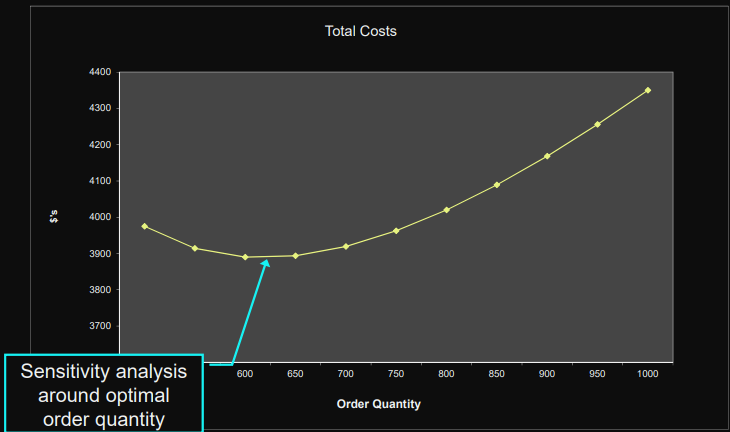 Total Costs
4400
4300
4200
4100
4000
3900
3800
3700
$'s
600 650 700 750 800 850 900 950 1000
Order Quantity
Sensitivity analysis
around optimal
order quantity